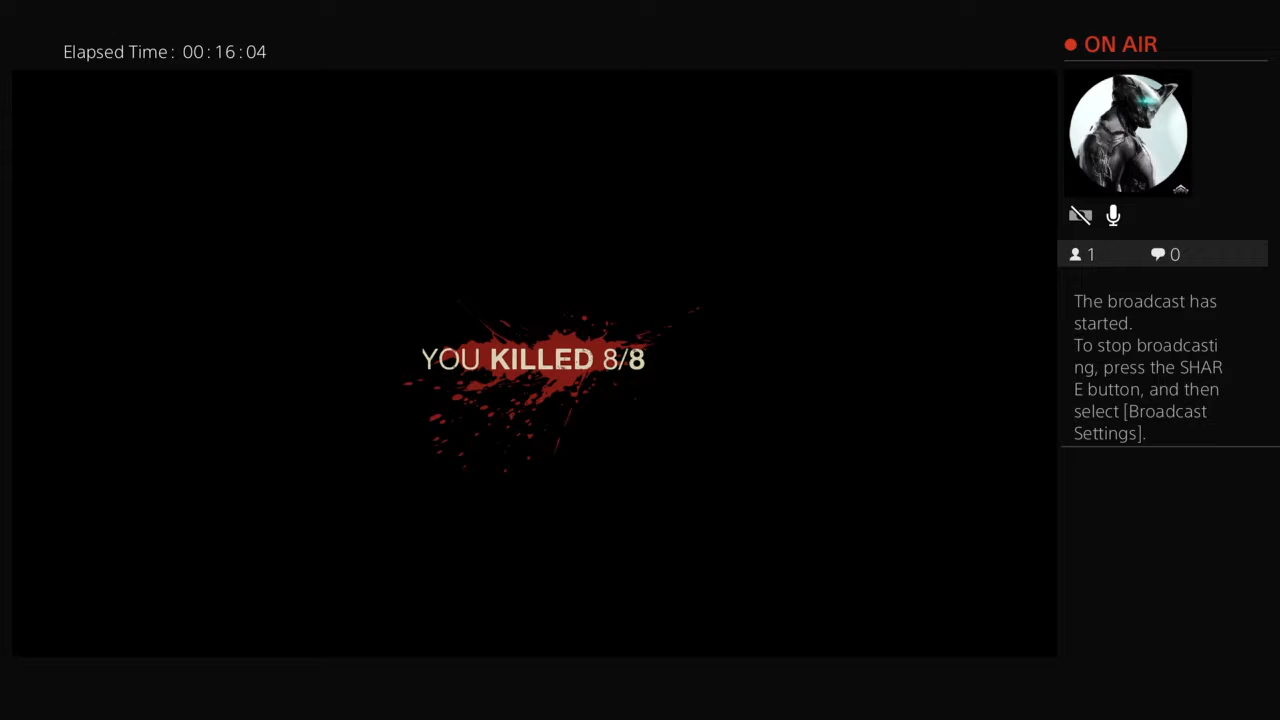 Elapsed Time: 00:16:04
ON AIR
1 0
YOU KILLED 8/8
The broadcast has
started.
To stop broadcasti
ng, press the SHAR
E button, and then
select [Broadcast
Settings].